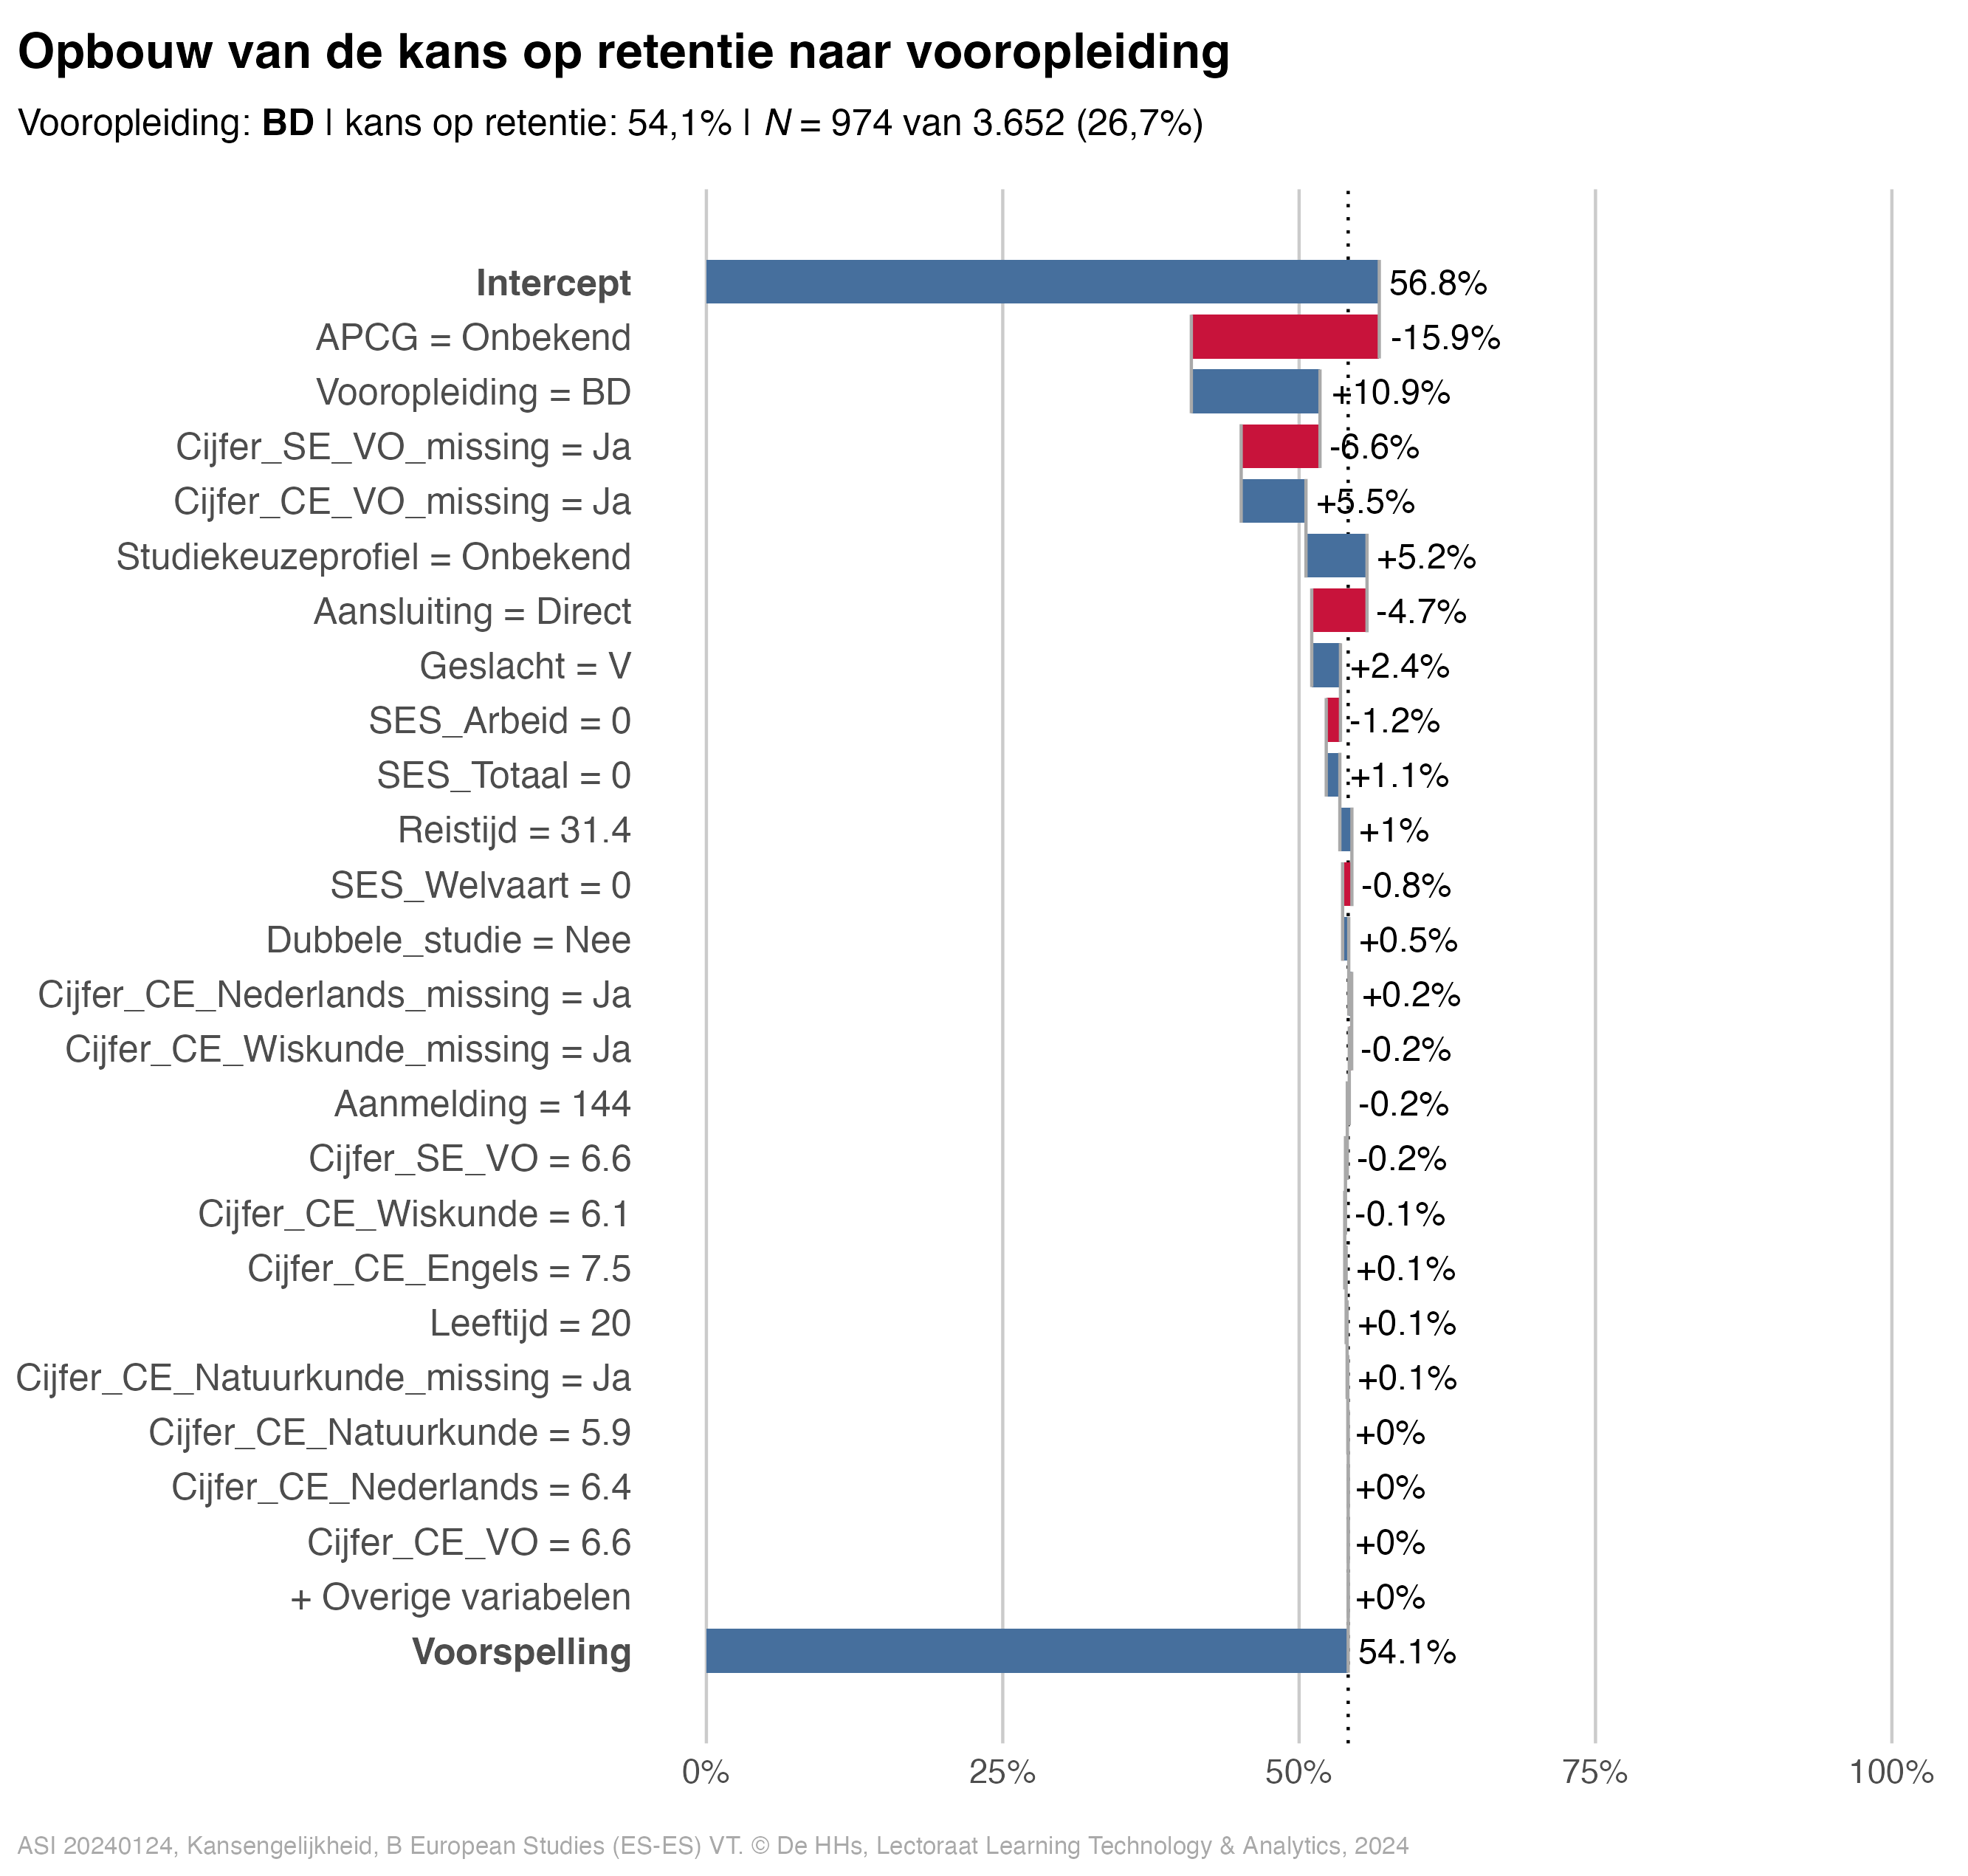 Opbouw van de kans op retentie naar vooropleiding
Vooropleiding: BD | kans op retentie: 54,1% | N = 974 van 3.652 (26,7%)
Intercept 56.8%
APCG = Onbekend -15.9%
Vooropleiding = BD +10.9%
Cijfer_SE_VO_missing = Ja -6.6%
Cijfer_CE_VO_missing = Ja +5.5%
Studiekeuzeprofiel = Onbekend +5.2%
Aansluiting = Direct -4.7%
Geslacht = V +2.4%
SES_Arbeid = 0 -1.2%
SES_Totaal = 0 +1.1%
Reistijd = 31.4 +1%
SES_Welvaart = 0 -0.8%
Dubbele_studie = Nee +0.5%
Cijfer_CE_Nederlands_missing = Ja +0.2%
Cijfer_CE_Wiskunde_missing = Ja -0.2%
Aanmelding = 144 -0.2%
Cijfer_SE_VO = 6.6 -0.2%
Cijfer_CE_Wiskunde = 6.1 -0.1%
Cijfer_CE_Engels = 7.5 +0.1%
Leeftijd = 20 +0.1%
Cijfer_CE_Natuurkunde_missing = Ja +0.1%
Cijfer_CE_Natuurkunde = 5.9 +0%
Cijfer_CE_Nederlands = 6.4 +0%
Cijfer_CE_VO = 6.6 +0%
+ Overige variabelen +0%
Voorspelling 54.1%
0% 25% 50% 75% 100%
ASI 20240124, Kansengelijkheid, B European Studies (ES-ES) VT. © De HHs, Lectoraat Learning Technology & Analytics, 2024